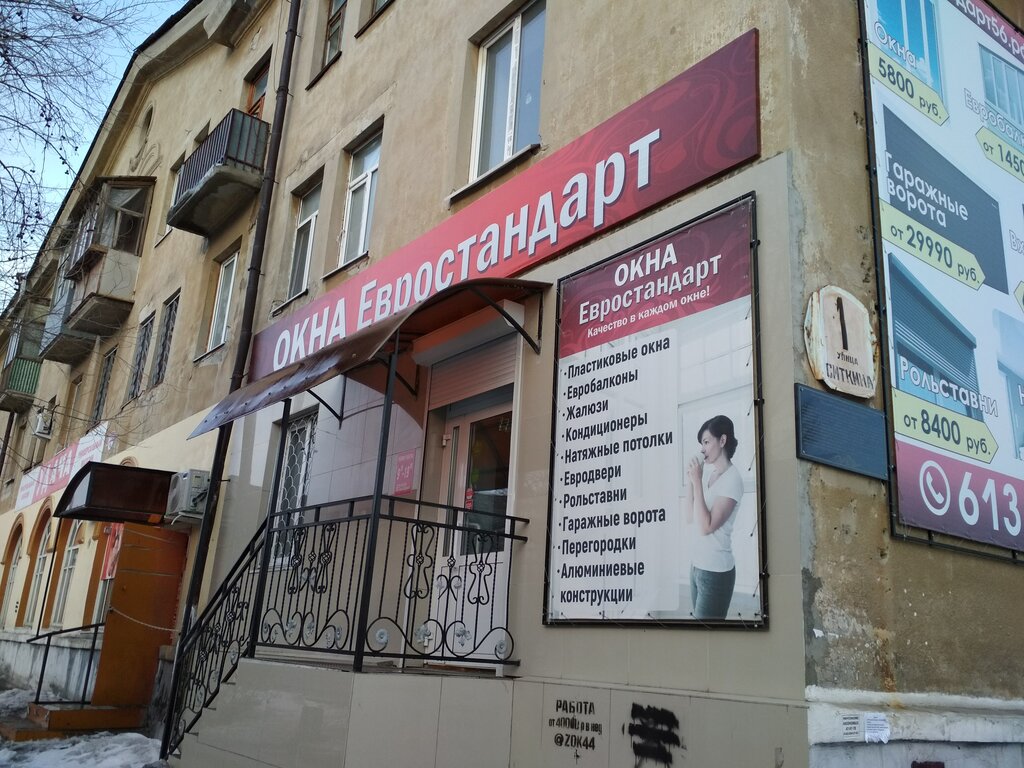 ОКНА Евростандарт
ОКНА
Евростандарт
Качество в каждом окне!
·Пластиковые окна
·Евробалконы
·Жалюзи
·Кондиционеры
·Натяжные потолки
·Евродвери
·Рольставни
·Гаражные ворота
·Перегородки
·Алюминиевые
конструкции
РАБОТА
@ZOK44
1
УЛИЦА
Окна
5800 руб.
от 1450
Гаражные
ворота
от 29990 руб.
Рольставни
от 8400 руб.
613